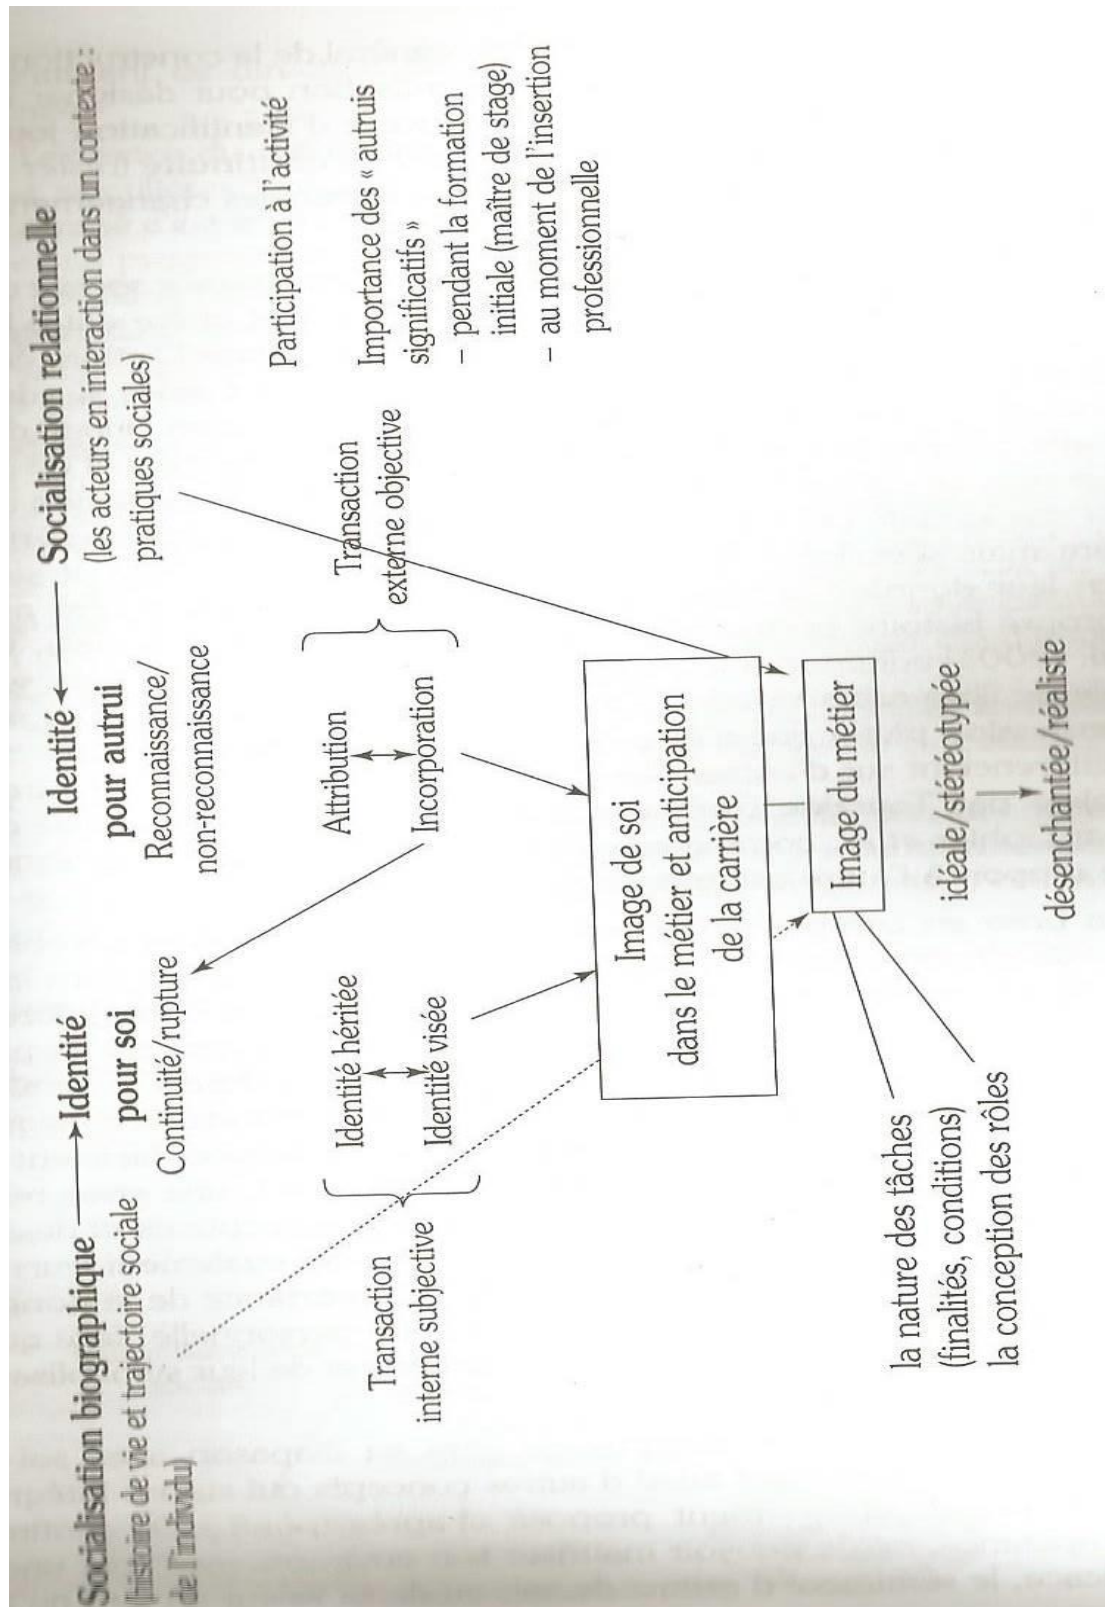 Socialisation biographique
(histoire de vie et trajectoire sociale
de l'individu)
Identité
pour soi
Continuité/rupture
Identité
pour autrui
Reconnaissance/
non-reconnaissance
Socialisation relationnelle
(les acteurs en interaction dans un contexte :
pratiques sociales)
Participation à l'activité
Importance des « autruis
significatifs »
– pendant la formation
initiale (maître de stage)
– au moment de l'insertion
professionnelle
Transaction
interne subjective
Identité héritée
Identité visée
Attribution
Incorporation
Transaction
externe objective
Image de soi
dans le métier et anticipation
de la carrière
Image du métier
idéale/stéréotypée
désenchantée/réaliste
la nature des tâches
(finalités, conditions)
la conception des rôles